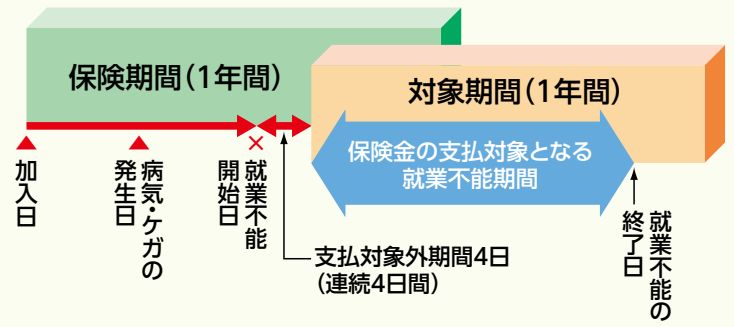 保険期間（1年間）
対象期間（1年間）
保険金の支払対象となる
就業不能期間
加入日
病気・ケガの
発生日
就業不能
開始日
支払対象外期間4日
（連続4日間）
就業不能の
終了日